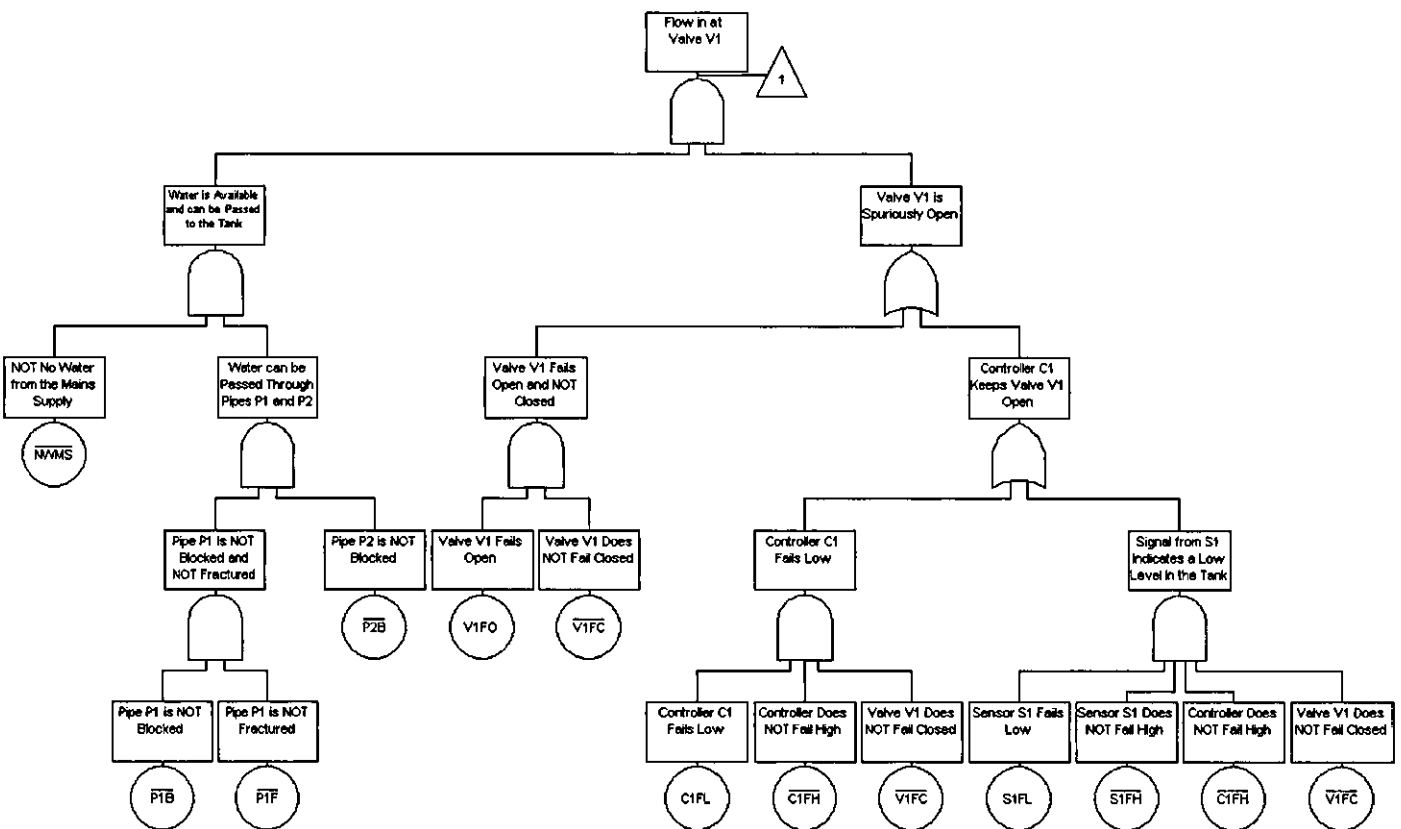 Flow in at
Valve V1
1
Water is Available
and can be Passed
to the Tank
Valve V1 is
Spuriously Open
NOT No Water
from the Mains
Supply
Water can be
Passed Through
Pipes P1 and P2
Valve V1 Fails
Open and NOT
Closed
Controller C1
Keeps Valve V1
Open
NWMS
Pipe P1 is NOT
Blocked and
NOT Fractured
Pipe P2 is NOT
Blocked
Valve V1 Fails
Open
Valve V1 Does
NOT Fail Closed
Controller C1
Fails Low
Signal from S1
Indicates a Low
Level in the Tank
P2B
V1FO
V1FC
Pipe P1 is NOT
Blocked
Pipe P1 is NOT
Fractured
Controller C1
Fails Low
Controller Does
NOT Fail High
Valve V1 Does
NOT Fail Closed
Sensor S1 Fails
Low
Sensor S1 Does
NOT Fail High
Controller Does
NOT Fail High
Valve V1 Does
NOT Fail Closed
P1B
P1F
C1FL
C1FH
V1FC
S1FL
S1FH
C1FH
V1FC